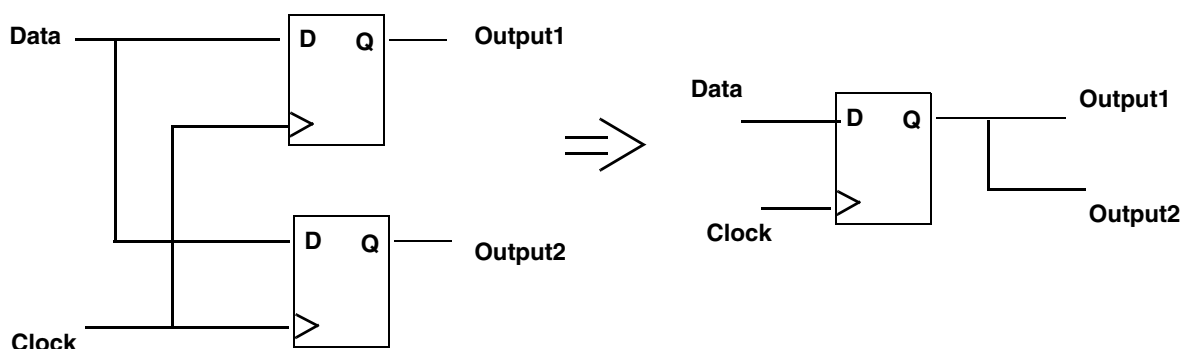 Data
D Q
Output1
D Q
Output2
Clock
Data
D Q
Output1
Clock
Output2